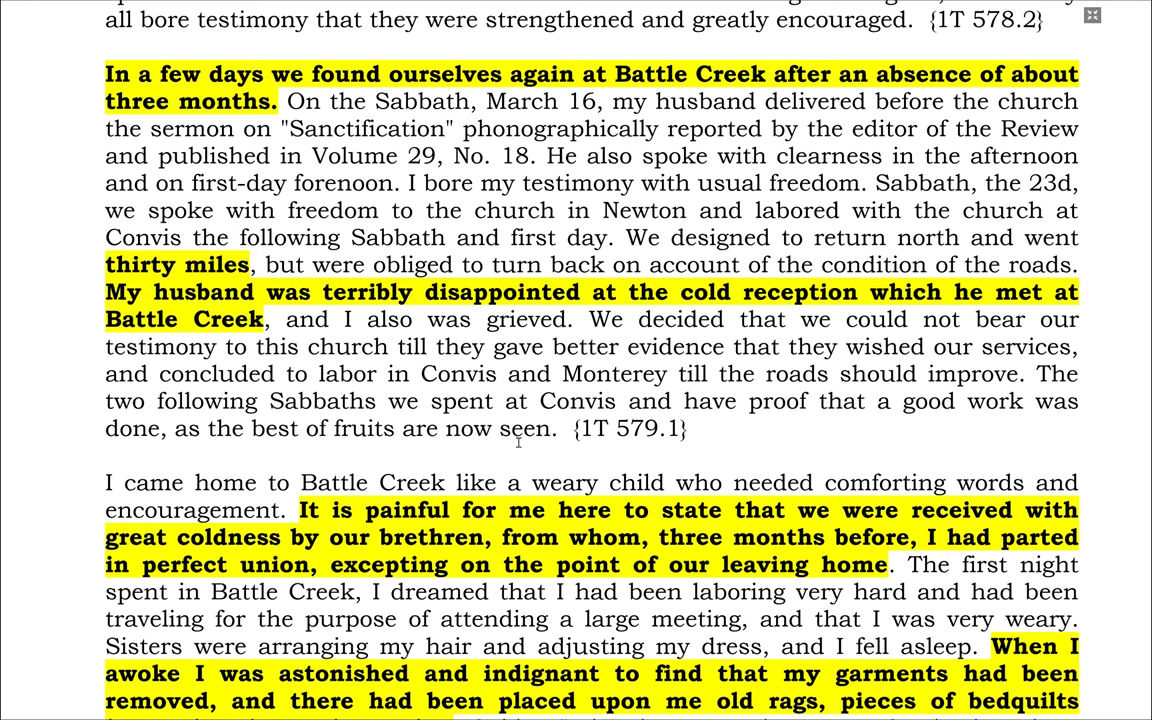 all bore testimony that they were strengthened and greatly encouraged. {1T 578.2}
In a few days we found ourselves again at Battle Creek after an absence of about
three months. On the Sabbath, March 16, my husband delivered before the church
the sermon on "Sanctification" phonographically reported by the editor of the Review
and published in Volume 29, No. 18. He also spoke with clearness in the afternoon
and on first-day forenoon. I bore my testimony with usual freedom. Sabbath, the 23d,
we spoke with freedom to the church in Newton and labored with the church at
Convis the following Sabbath and first day. We designed to return north and went
thirty miles, but were obliged to turn back on account of the condition of the roads.
My husband was terribly disappointed at the cold reception which he met at
Battle Creek, and I also was grieved. We decided that we could not bear our
testimony to this church till they gave better evidence that they wished our services,
and concluded to labor in Convis and Monterey till the roads should improve. The
two following Sabbaths we spent at Convis and have proof that a good work was
done, as the best of fruits are now seen. {1T 579.1}
I came home to Battle Creek like a weary child who needed comforting words and
encouragement. It is painful for me here to state that we were received with
great coldness by our brethren, from whom, three months before, I had parted
in perfect union, excepting on the point of our leaving home. The first night
spent in Battle Creek, I dreamed that I had been laboring very hard and had been
traveling for the purpose of attending a large meeting, and that I was very weary.
Sisters were arranging my hair and adjusting my dress, and I fell asleep. When I
awoke I was astonished and indignant to find that my garments had been
removed, and there had been placed upon me old rags, pieces of bedquilts